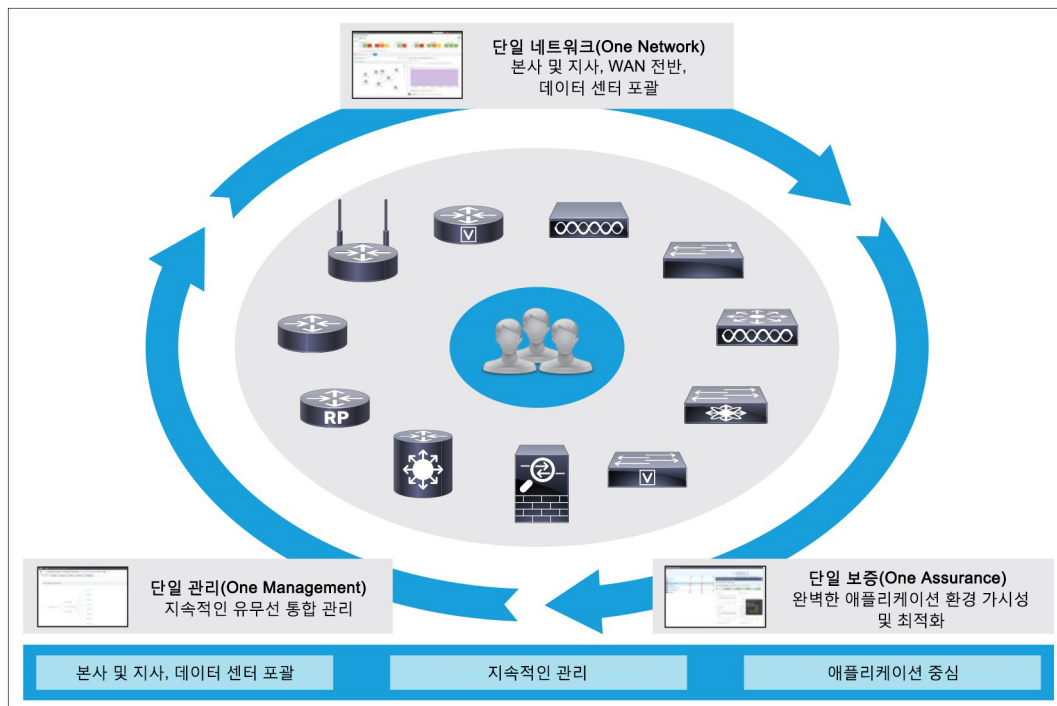 단일 네트워크(One Network)
본사 및 지사, WAN 전반,
데이터 센터 포괄
V
RP
V
단일 관리(One Management)
지속적인 유무선 통합 관리
단일 보증(One Assurance)
완벽한 애플리케이션 환경 가시성
및 최적화
본사 및 지사, 데이터 센터 포괄
지속적인 관리
애플리케이션 중심